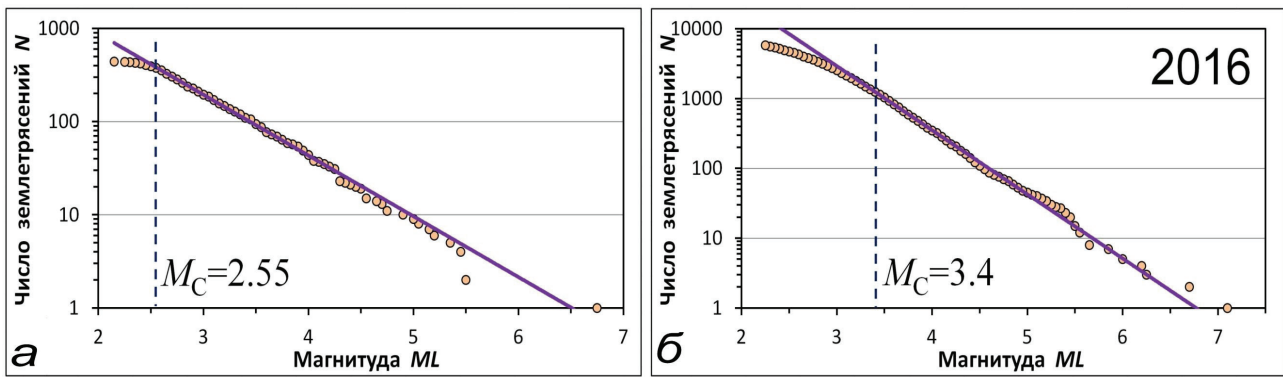 Число землетрясений N
1000
100
10
1
M_C=2.55
2 3 4 5 6 7
Магнитуда ML
а
Число землетрясений N
10000
1000
100
10
1
2016
M_C=3.4
2 3 4 5 6 7
Магнитуда ML
б